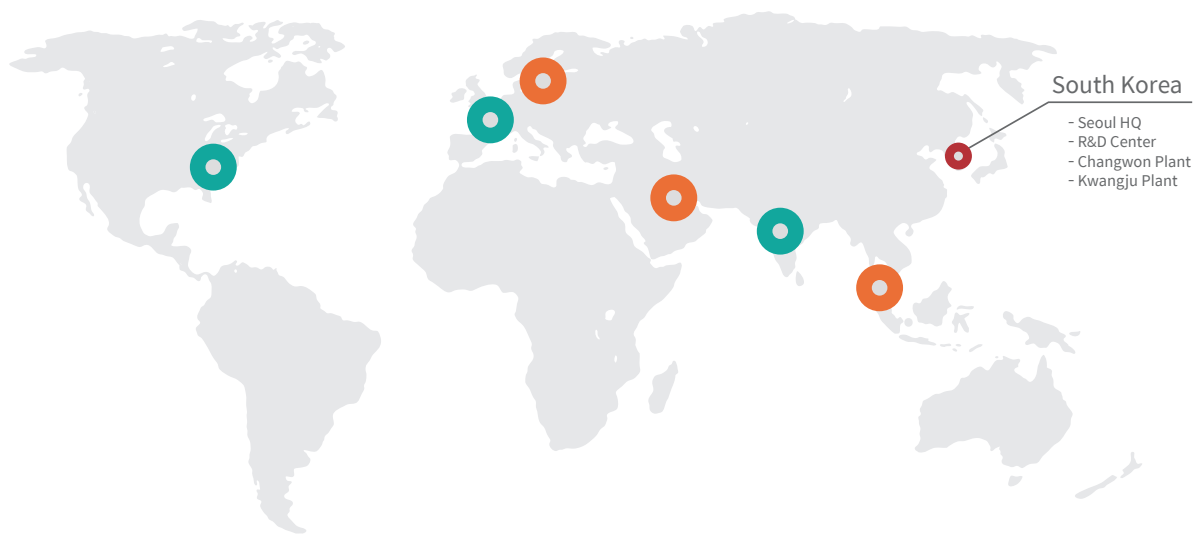 South Korea
- Seoul HQ
- R&D Center
- Changwon Plant
- Kwangju Plant